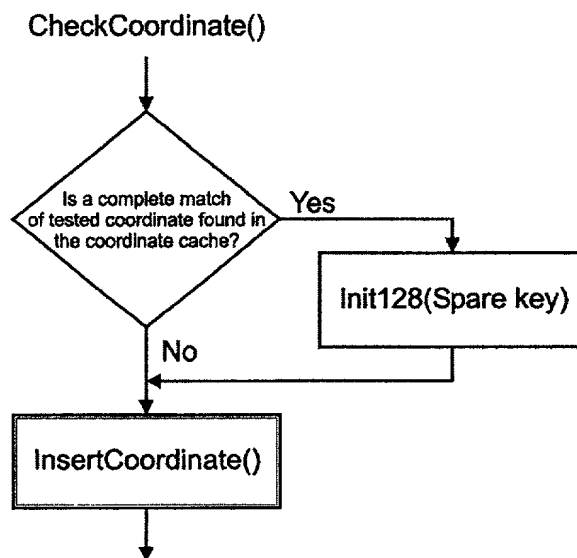 CheckCoordinate()
Is a complete match
of tested coordinate found in
the coordinate cache?
Yes
Init128(Spare key)
No
InsertCoordinate()